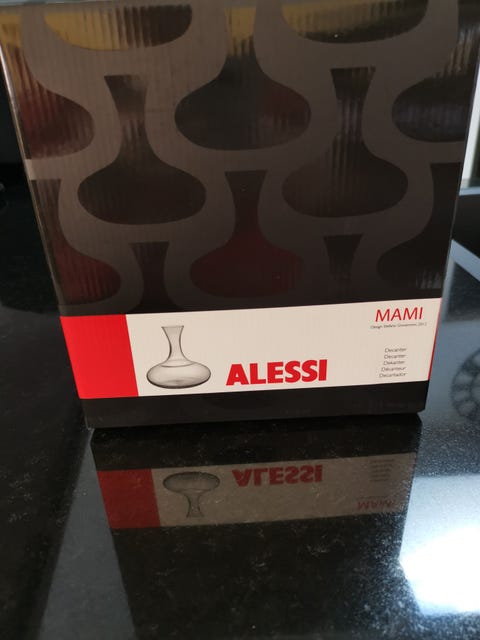 MAMI
Design Stefano Giovannoni, 2012
ALESSI
Decanter
Decanter
Dekanter
Décanteur
Decantador